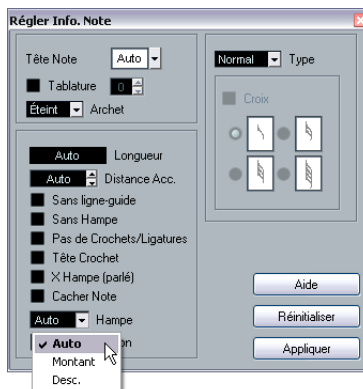 Régler Info. Note
Tête Note Auto
Tablature 0
Éteint Archet
Auto Longueur
Auto Distance Acc.
Sans ligne-guide
Sans Hampe
Pas de Crochets/Ligatures
Tête Crochet
X Hampe (parlé)
Cacher Note
Auto Hampe
on
Auto
Montant
Desc.
Normal Type
Croix
Aide
Réinitialiser
Appliquer